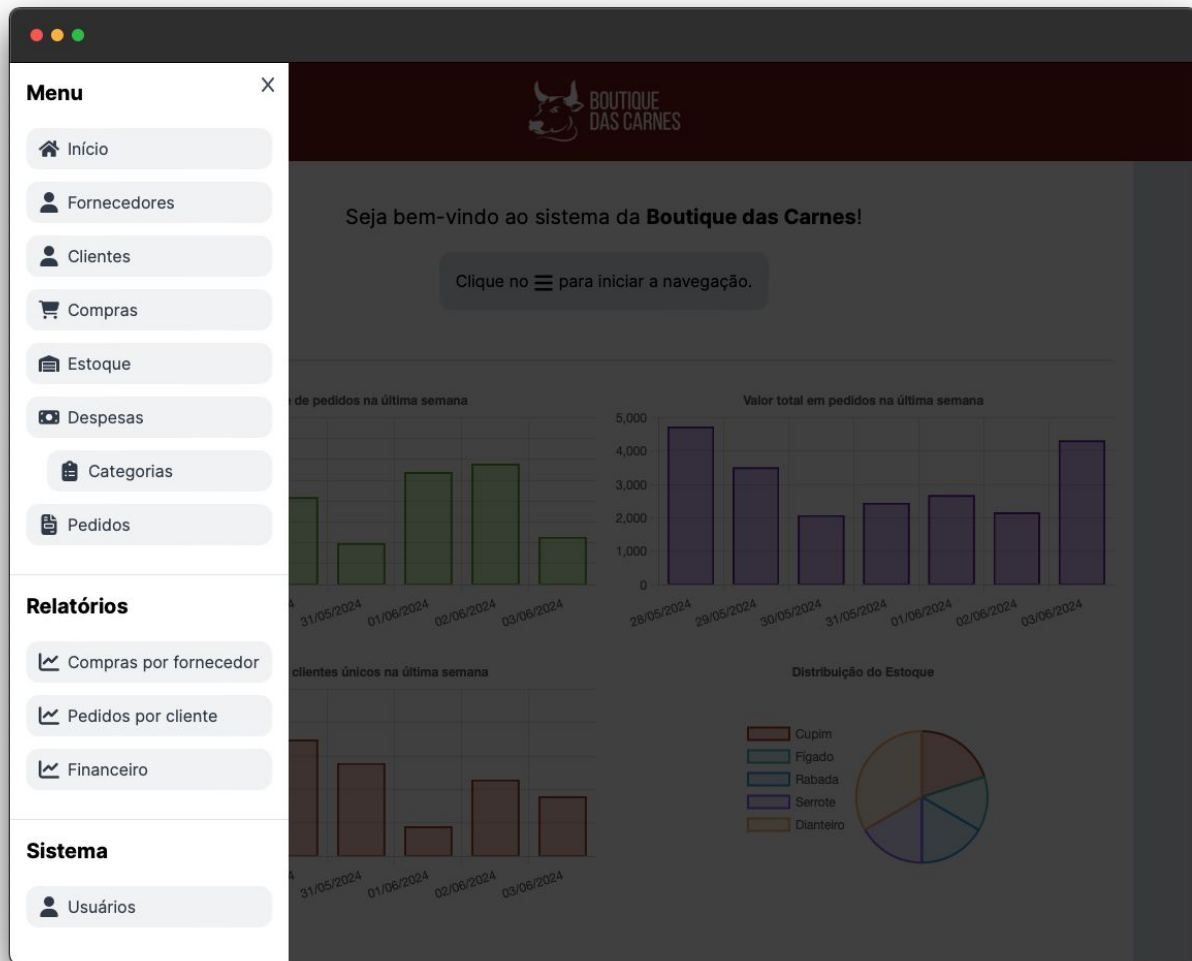 Menu
X
Início
Fornecedores
Clientes
Compras
Estoque
Despesas
Categorias
Pedidos
Relatórios
Compras por fornecedor
Pedidos por cliente
Financeiro
Sistema
Usuários
BOUTIQUE
DAS CARNES
Seja bem-vindo ao sistema da Boutique das Carnes!
Clique no ☰ para iniciar a navegação.
de pedidos na última semana
31/05/2024
01/06/2024
02/06/2024
03/06/2024
Valor total em pedidos na última semana
5,000
4,000
3,000
2,000
1,000
0
28/05/2024
29/05/2024
30/05/2024
31/05/2024
01/06/2024
02/06/2024
03/06/2024
clientes únicos na última semana
31/05/2024
01/06/2024
02/06/2024
03/06/2024
Distribuição do Estoque
Cupim
Fígado
Rabada
Serrote
Dianteiro